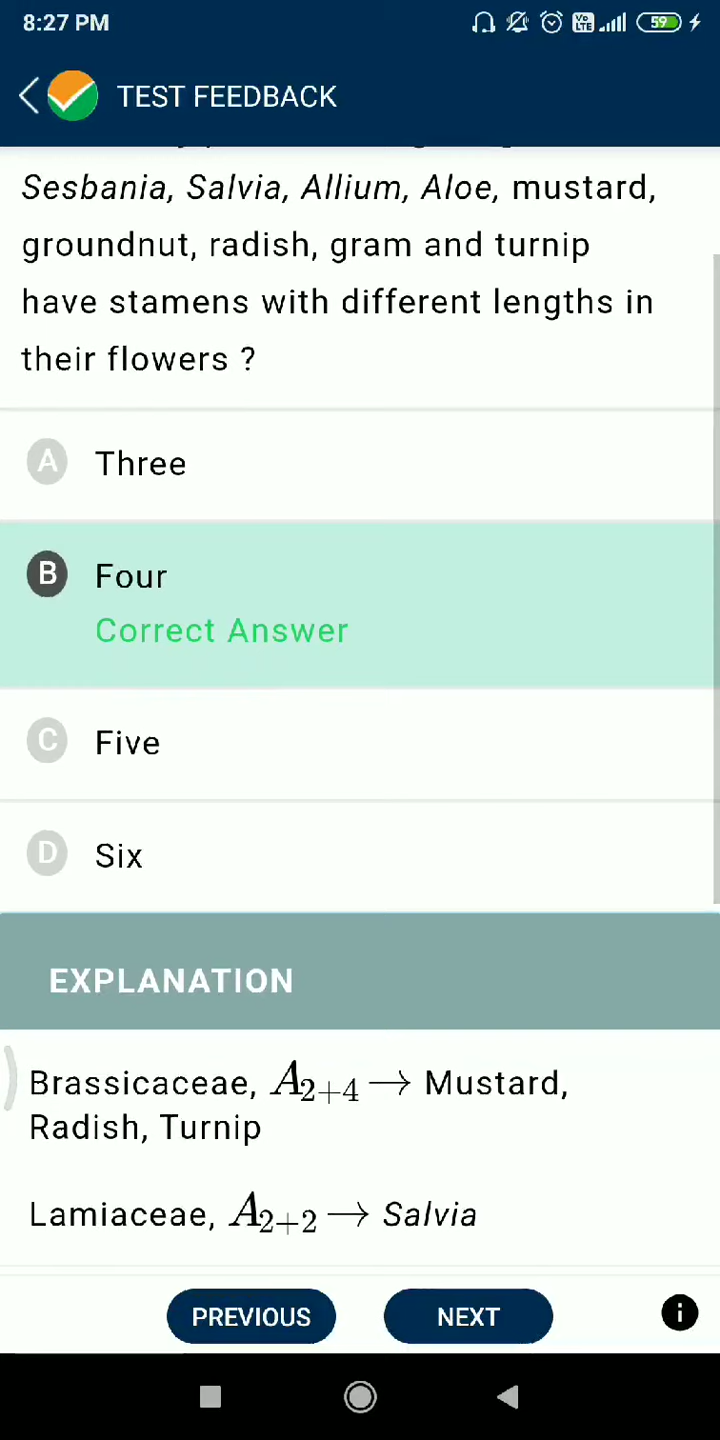 8:27 PM
Vo LTE 59
TEST FEEDBACK
Sesbania, Salvia, Allium, Aloe, mustard,
groundnut, radish, gram and turnip
have stamens with different lengths in
their flowers ?
A Three
B Four
Correct Answer
C Five
D Six
EXPLANATION
Brassicaceae, A₂₊₄ → Mustard,
Radish, Turnip
Lamiaceae, A₂₊₂ → Salvia
PREVIOUS NEXT i